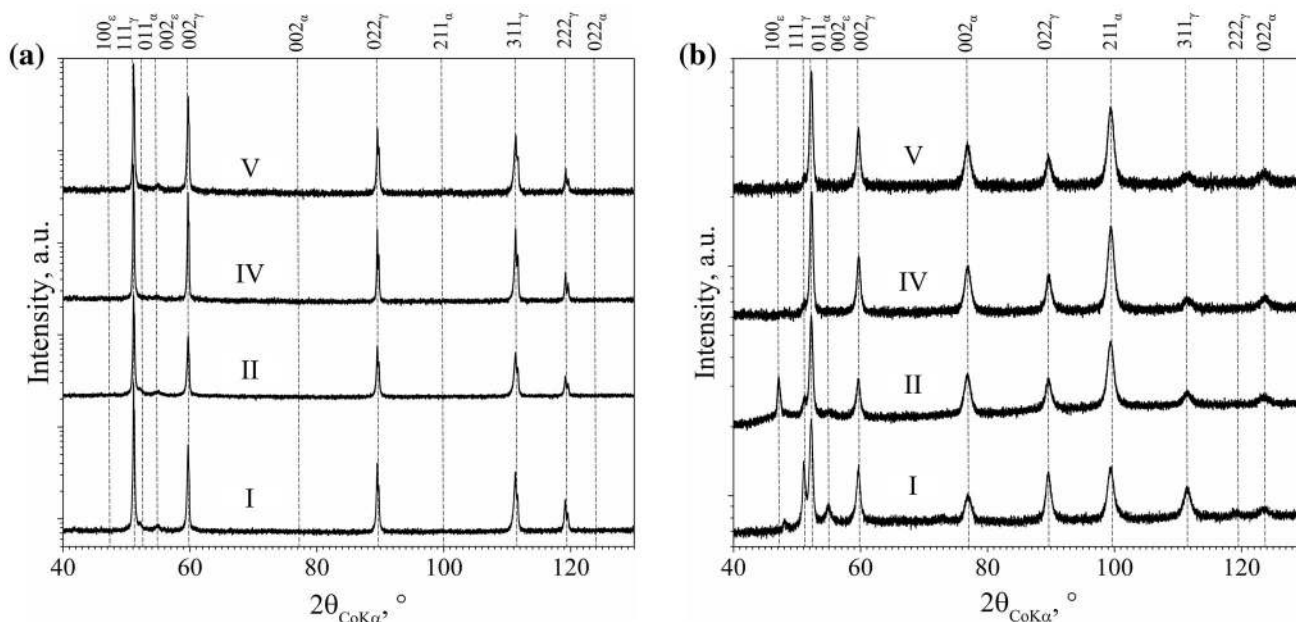 (a)
100ε 111γ 011α 002ε 002γ 002α 022γ 211α 311γ 222γ 022α
Intensity, a.u.
V
IV
II
I
40 60 80 100 120
2θCoKα, °
(b)
100ε 111γ 011α 002ε 002γ 002α 022γ 211α 311γ 222γ 022α
Intensity, a.u.
V
IV
II
I
40 60 80 100 120
2θCoKα, °